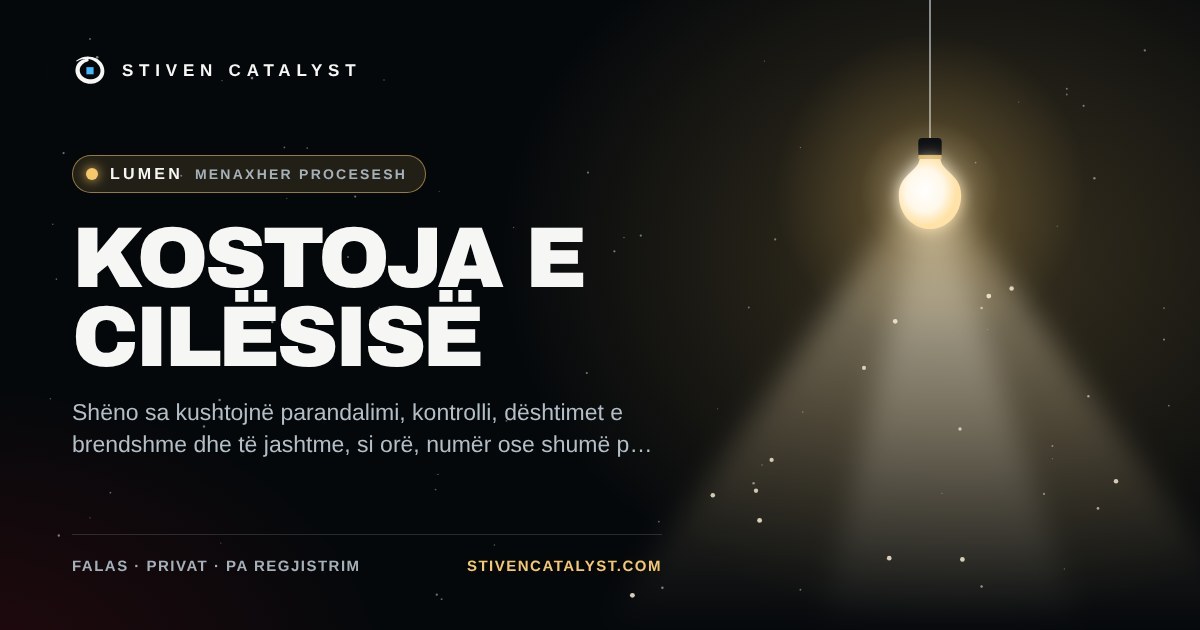 STIVEN CATALYST
LUMEN MENAXHER PROCESESH
KOSTOJA E
CILËSISË
Shëno sa kushtojnë parandalimi, kontrolli, dështimet e
brendshme dhe të jashtme, si orë, numër ose shumë p…
FALAS · PRIVAT · PA REGJISTRIM
STIVENCATALYST.COM